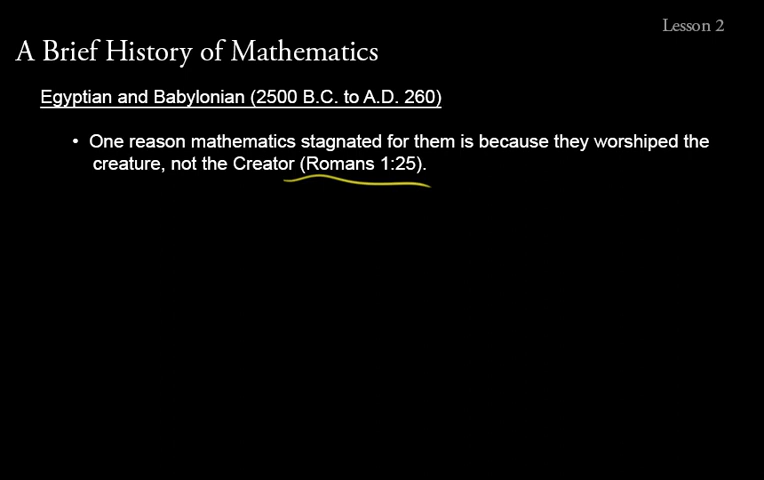 Lesson 2
A Brief History of Mathematics
Egyptian and Babylonian (2500 B.C. to A.D. 260)
• One reason mathematics stagnated for them is because they worshiped the
creature, not the Creator (Romans 1:25).